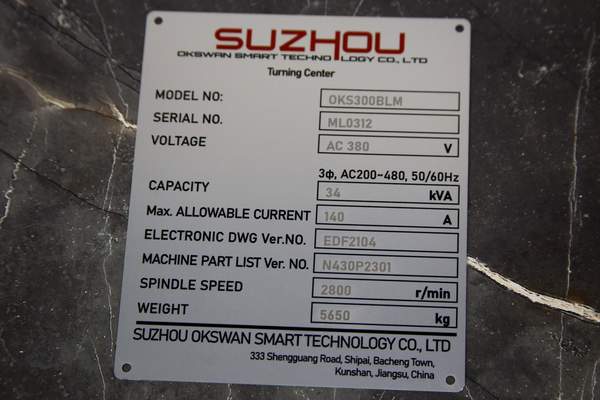 SUZHOU
OKSWAN SMART TECHNOLOGY CO., LTD
Turning Center
MODEL NO: OKS300BLM
SERIAL NO. ML0312
VOLTAGE AC 380 V
3ф, AC200~480, 50/60Hz
CAPACITY 34 kVA
Max. ALLOWABLE CURRENT 140 A
ELECTRONIC DWG Ver.NO. EDF2104
MACHINE PART LIST Ver. NO. N430P2301
SPINDLE SPEED 2800 r/min
WEIGHT 5650 kg
SUZHOU OKSWAN SMART TECHNOLOGY CO., LTD
333 Shengguang Road, Shipai, Bacheng Town,
Kunshan, Jiangsu, China